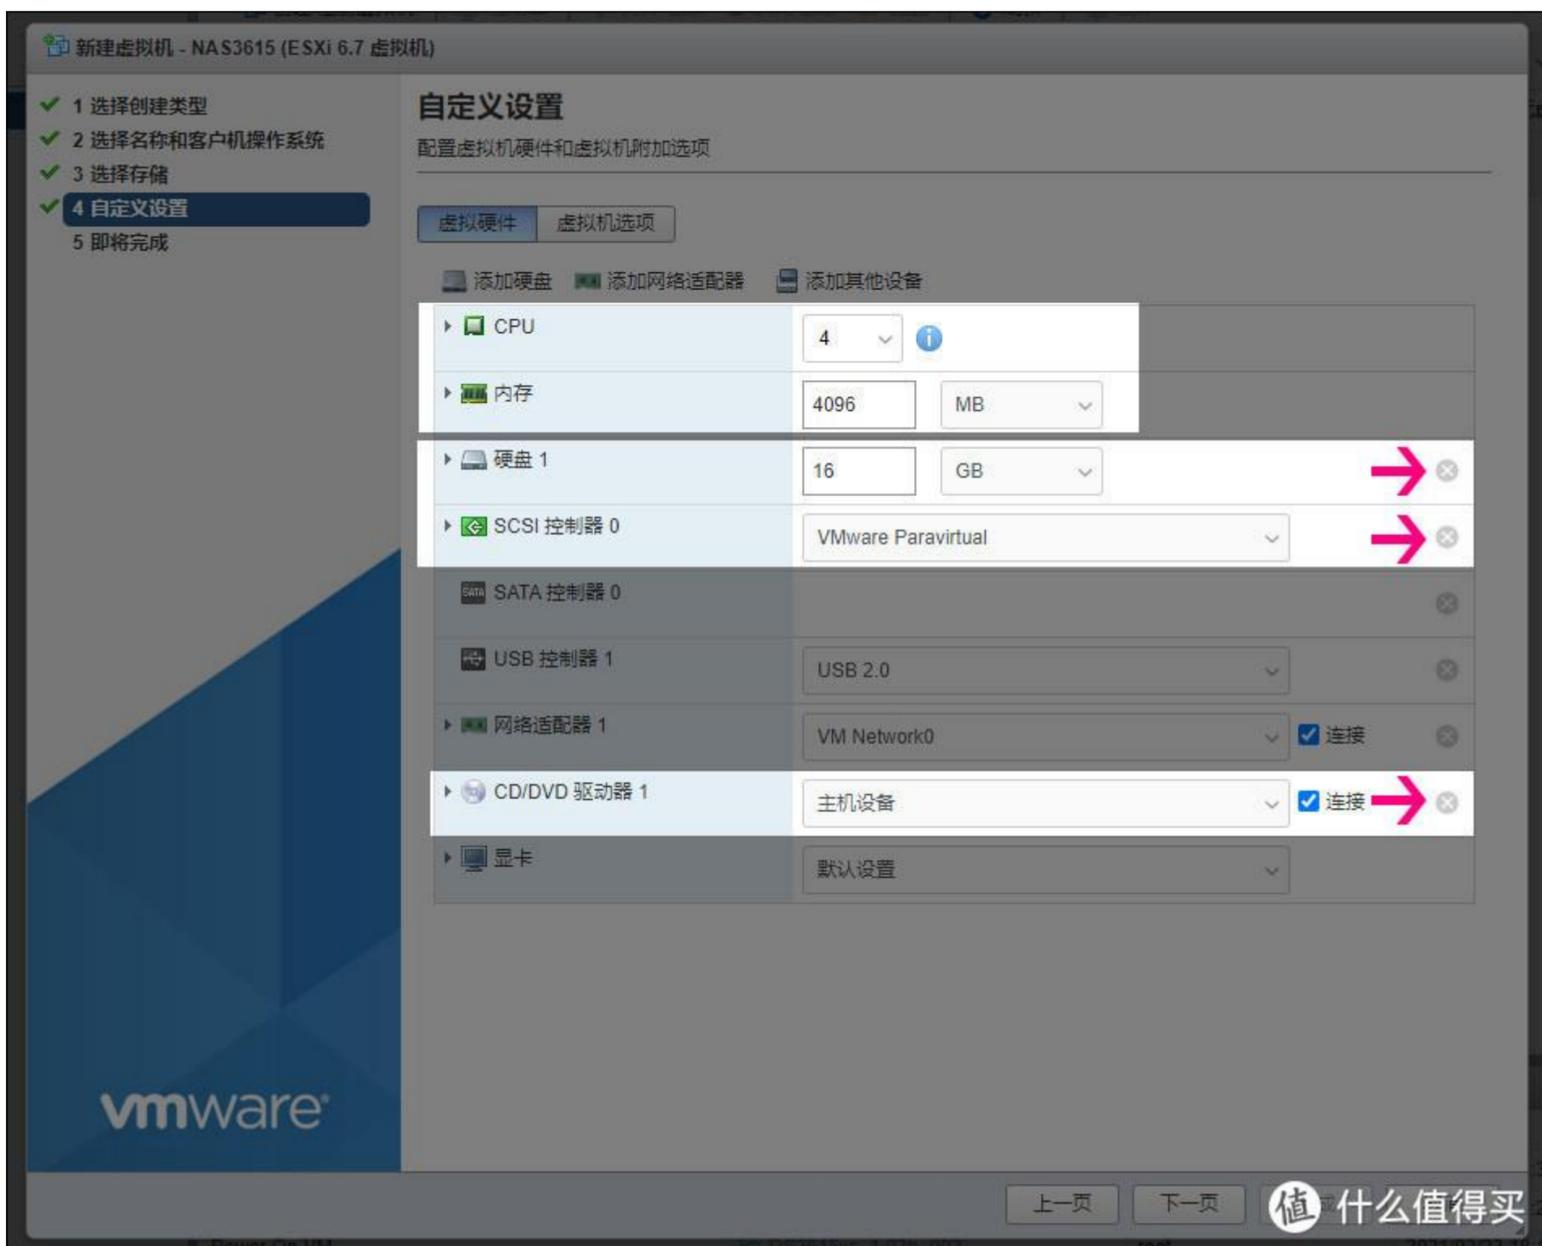 新建虚拟机 - NAS3615 (ESXi 6.7 虚拟机)
1 选择创建类型
2 选择名称和客户机操作系统
3 选择存储
4 自定义设置
5 即将完成
自定义设置
配置虚拟机硬件和虚拟机附加选项
虚拟硬件 虚拟机选项
添加硬盘 添加网络适配器 添加其他设备
CPU 4
内存 4096 MB
硬盘 1 16 GB
SCSI 控制器 0 VMware Paravirtual
SATA SATA 控制器 0
USB 控制器 1 USB 2.0
网络适配器 1 VM Network0 连接
CD/DVD 驱动器 1 主机设备 连接
显卡 默认设置
vmware
上一页 下一页
值 什么值得买